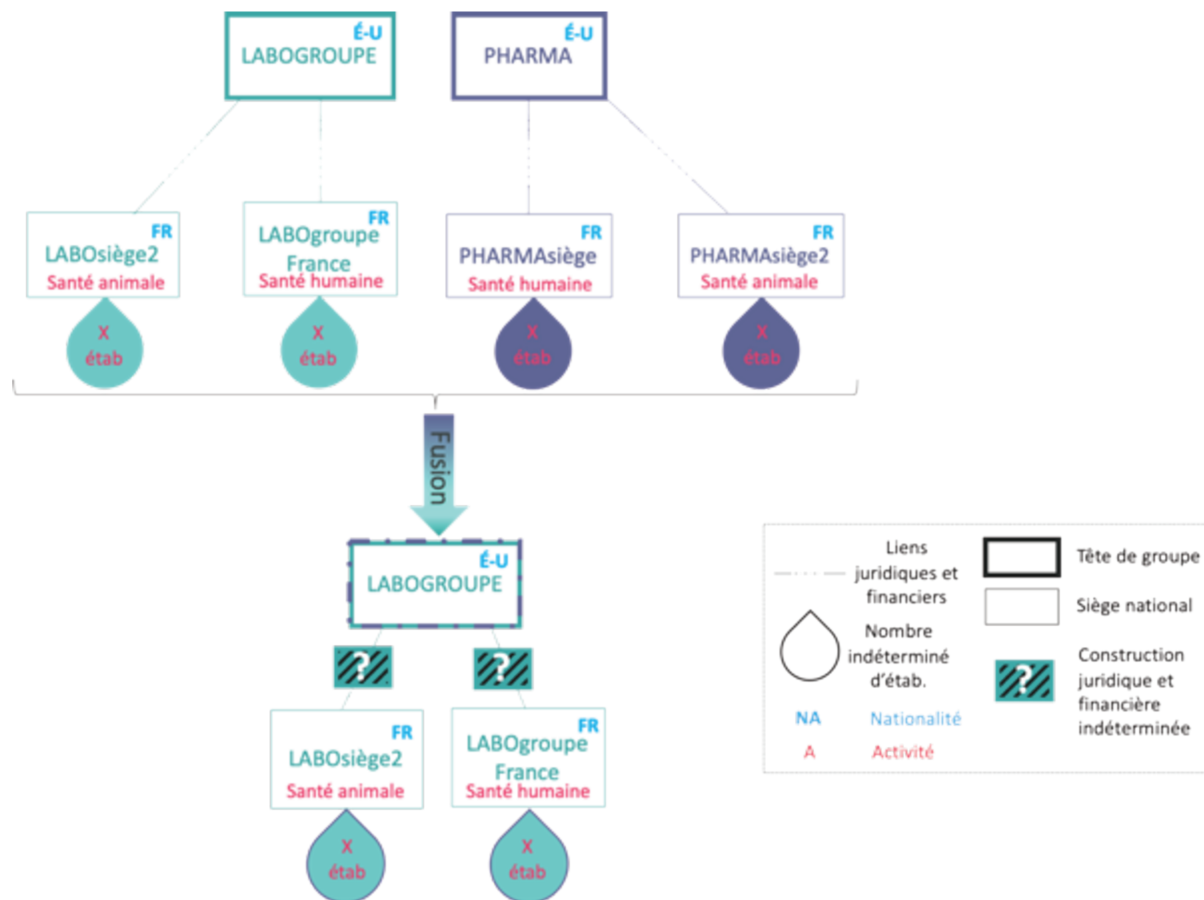 É-U
LABOGROUPE
É-U
PHARMA
FR
LABOsiège2
Santé animale
FR
LABOgroupe
France
Santé humaine
FR
PHARMAsiège
Santé humaine
FR
PHARMAsiège2
Santé animale
X
étab
X
étab
X
étab
X
étab
Fusion
É-U
LABOGROUPE
?
?
FR
LABOsiège2
Santé animale
FR
LABOgroupe
France
Santé humaine
X
étab
X
étab
Liens
juridiques et
financiers
Nombre
indéterminé
d'étab.
NA
Nationalité
A
Activité
Tête de groupe
Siège national
?
Construction
juridique et
financière
indéterminée